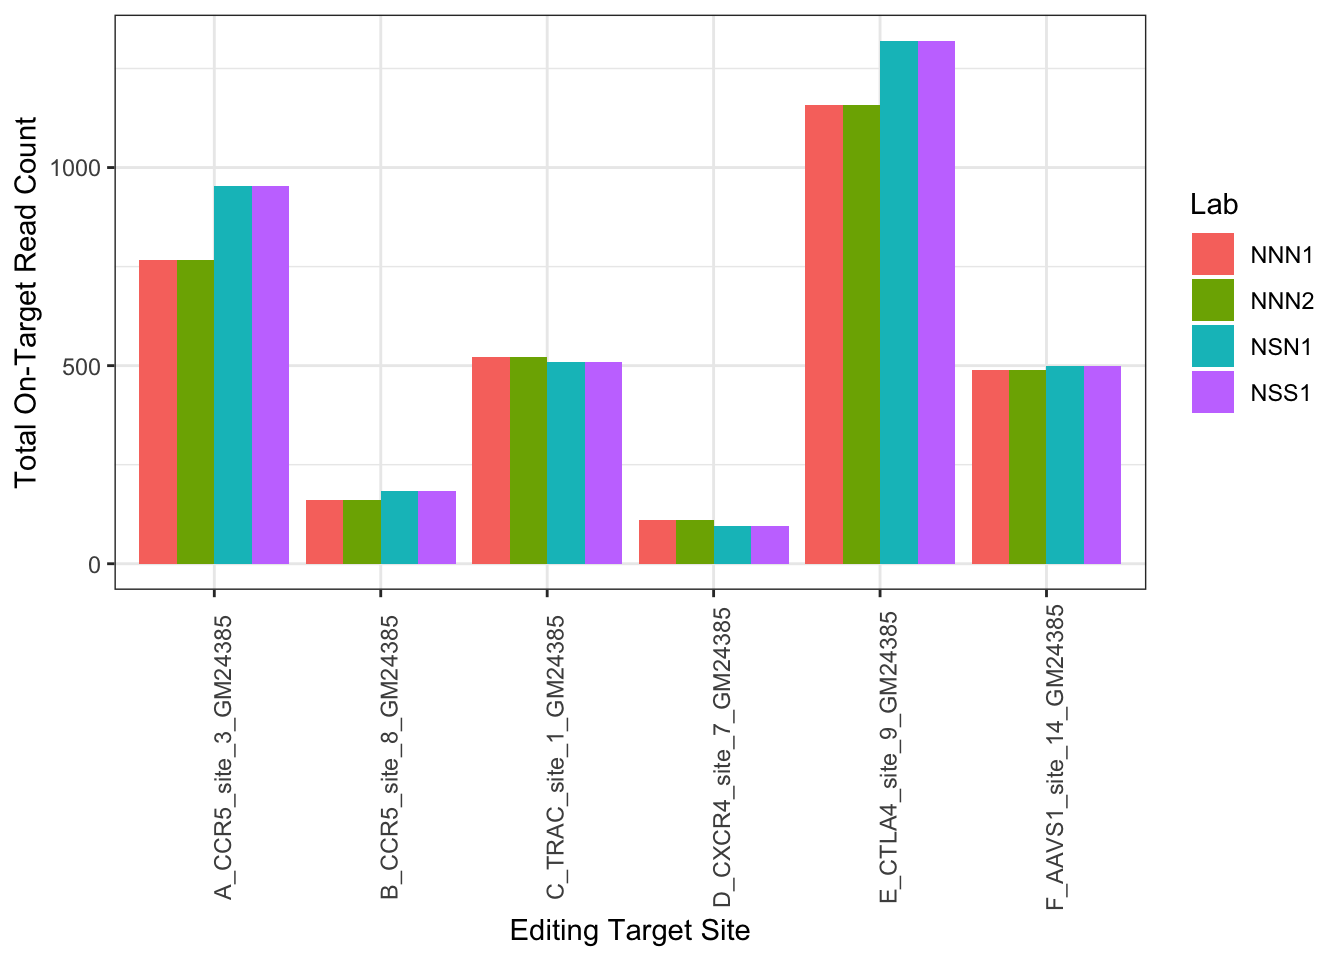 Total On-Target Read Count
1000
500
0
A_CCR5_site_3_GM24385
B_CCR5_site_8_GM24385
C_TRAC_site_1_GM24385
D_CXCR4_site_7_GM24385
E_CTLA4_site_9_GM24385
F_AAVS1_site_14_GM24385
Editing Target Site
Lab
NNN1
NNN2
NSN1
NSS1